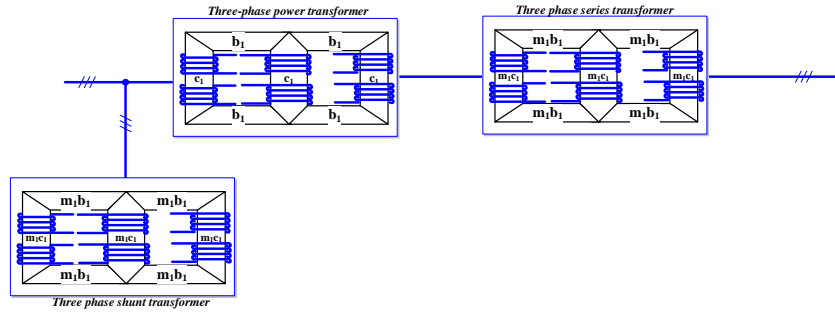 Three-phase power transformer
b₁ b₁
c₁ c₁ c₁
b₁ b₁
Three phase series transformer
m₁b₁ m₁b₁
m₁c₁ m₁c₁ m₁c₁
m₁b₁ m₁b₁
m₁b₁ m₁b₁
m₁c₁ m₁c₁ m₁c₁
m₁b₁ m₁b₁
Three phase shunt transformer